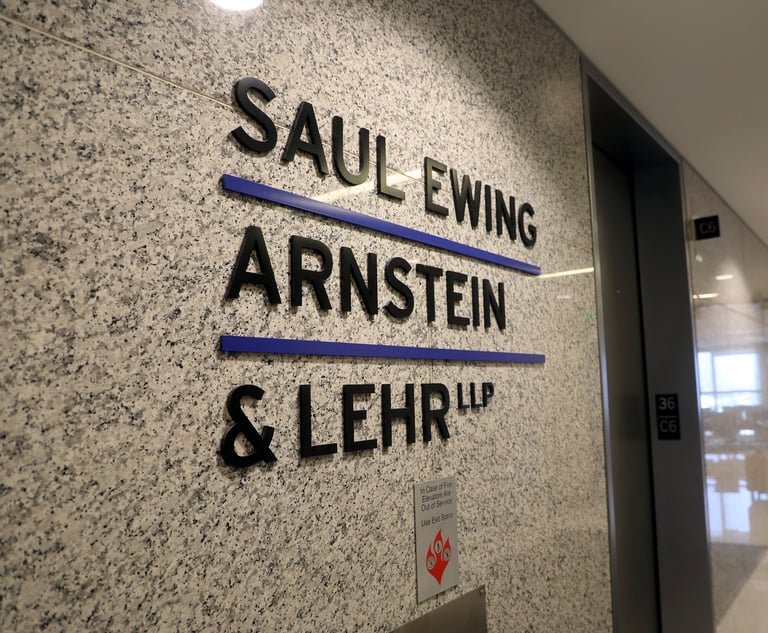 SAUL EWING
ARNSTEIN
& LEHR LLP
In Case of Fire
Elevators Are
Out of Service
Use Exit Stairs
C6
36
C6